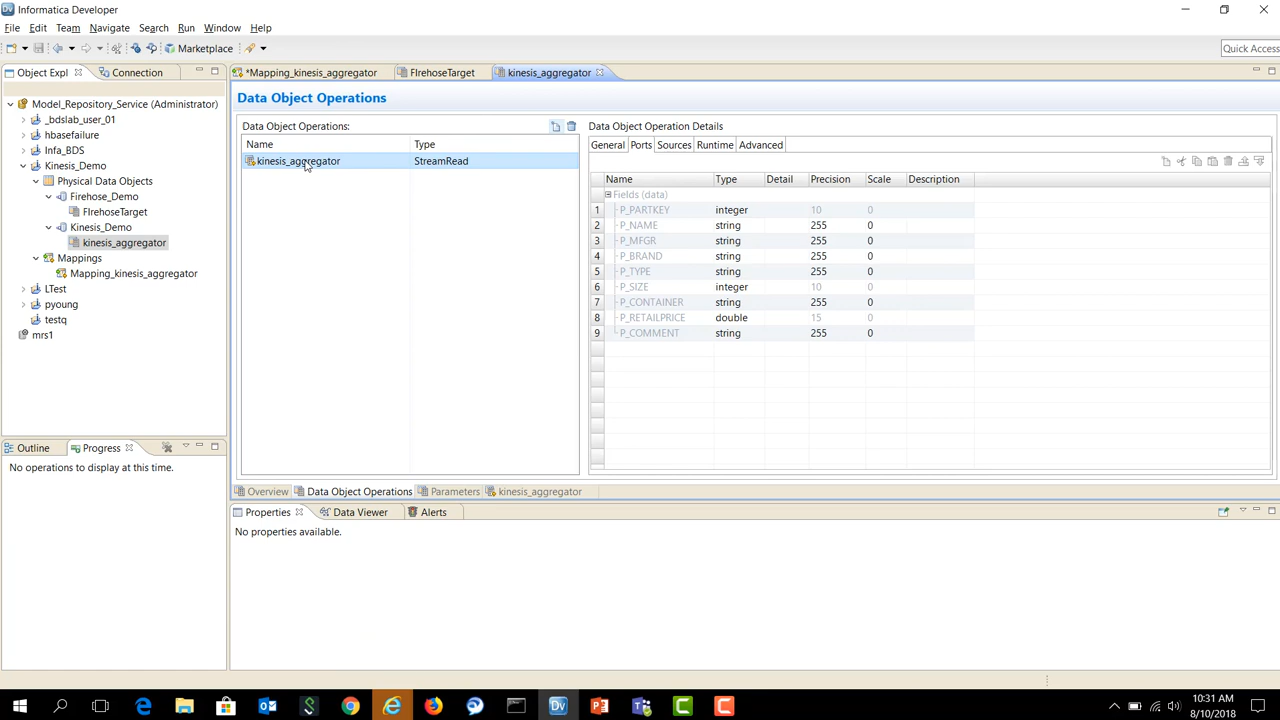 Informatica Developer
File Edit Team Navigate Search Run Window Help
Marketplace
Quick Access
Object Expl
Connection
Model_Repository_Service (Administrator)
_bdslab_user_01
hbasefailure
Infa_BDS
Kinesis_Demo
Physical Data Objects
Firehose_Demo
FIrehoseTarget
Kinesis_Demo
kinesis_aggregator
Mappings
Mapping_kinesis_aggregator
LTest
pyoung
testq
mrs1
Outline
Progress
No operations to display at this time.
*Mapping_kinesis_aggregator
FIrehoseTarget
kinesis_aggregator
Data Object Operations
Data Object Operations:
Name Type
kinesis_aggregator StreamRead
Data Object Operation Details
General Ports Sources Runtime Advanced
Name Type Detail Precision Scale Description
Fields (data)
1 P_PARTKEY integer 10 0
2 P_NAME string 255 0
3 P_MFGR string 255 0
4 P_BRAND string 255 0
5 P_TYPE string 255 0
6 P_SIZE integer 10 0
7 P_CONTAINER string 255 0
8 P_RETAILPRICE double 15 0
9 P_COMMENT string 255 0
Overview Data Object Operations Parameters kinesis_aggregator
Properties Data Viewer Alerts
No properties available.
10:31 AM
8/10/2018